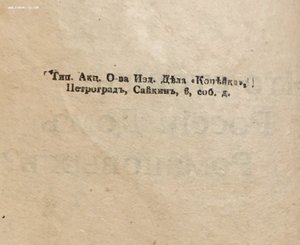 Тип. Акц. О-ва Изд. Дѣла «Копѣйка»,
Петроградъ, Сайкинъ, 6, соб. д.